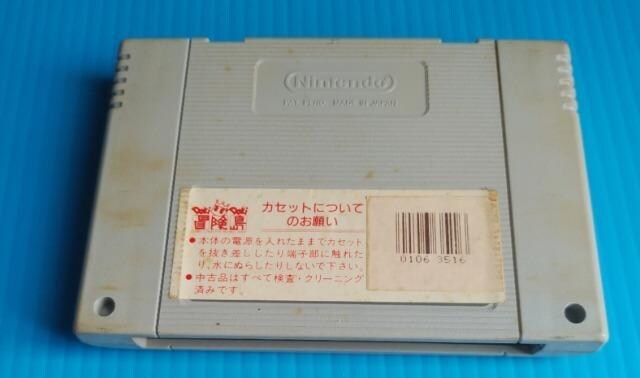 Nintendo
PAT. PEND. MADE IN JAPAN
冒険島
カセットについて
のお願い
●本体の電源を入れたままでカセット
を抜き差ししたり端子部に触れた
り、水にぬらしたりしないで下さい。
●中古品はすべて検査・クリーニング
済みです。
0106 3516